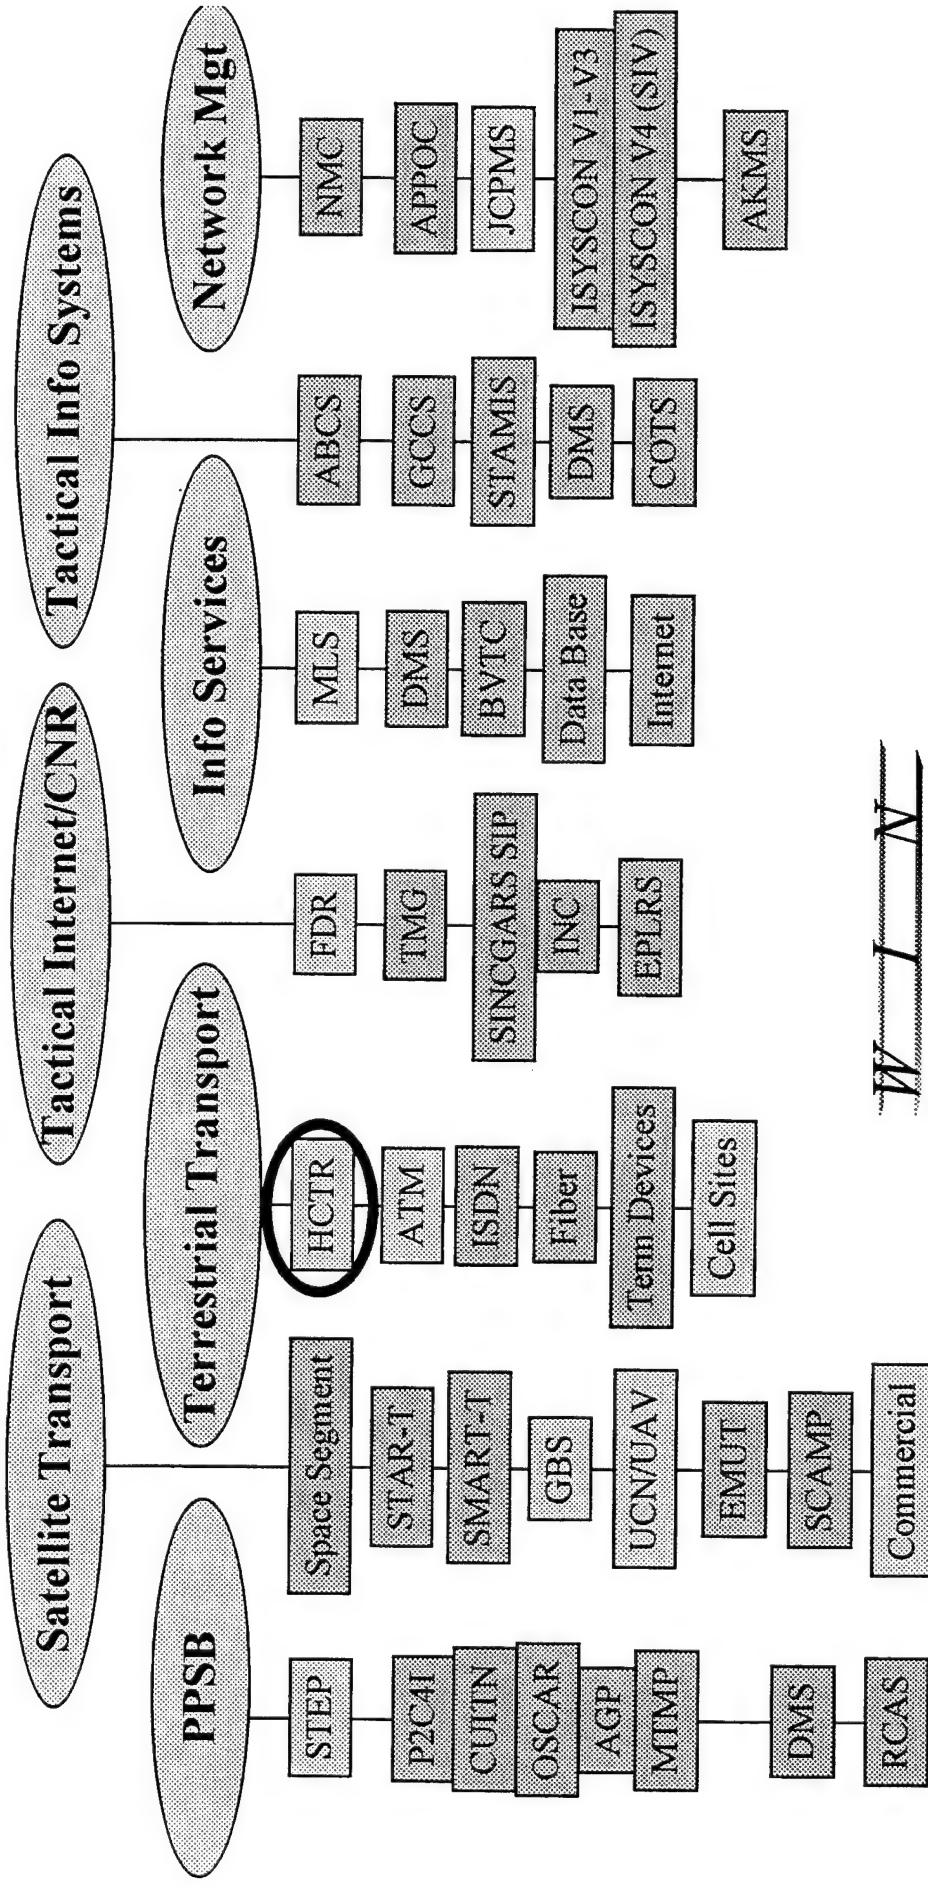 Satellite Transport
Tactical Internet/CNR
Tactical Info Systems
PPSB
Terrestrial Transport
Info Services
Network Mgt
STEP
P2C4I
CUITN
OSCAR
AGP
MTMP
DMS
RCAS
Space Segment
STAR-T
SMART-T
GBS
UCN/UAV
EMUT
SCAMP
Commercial
HCTR
ATM
ISDN
Fiber
Term Devices
Cell Sites
FDR
TMG
SINCGARS SIP
INC
EPLRS
MLS
DMS
BVTC
Data Base
Internet
ABCS
GCCS
STAMIS
DMS
COTS
NMC
APPOC
JCPMS
ISYSCON V1-V3
ISYSCON V4 (SIV)
AKMS
W I N